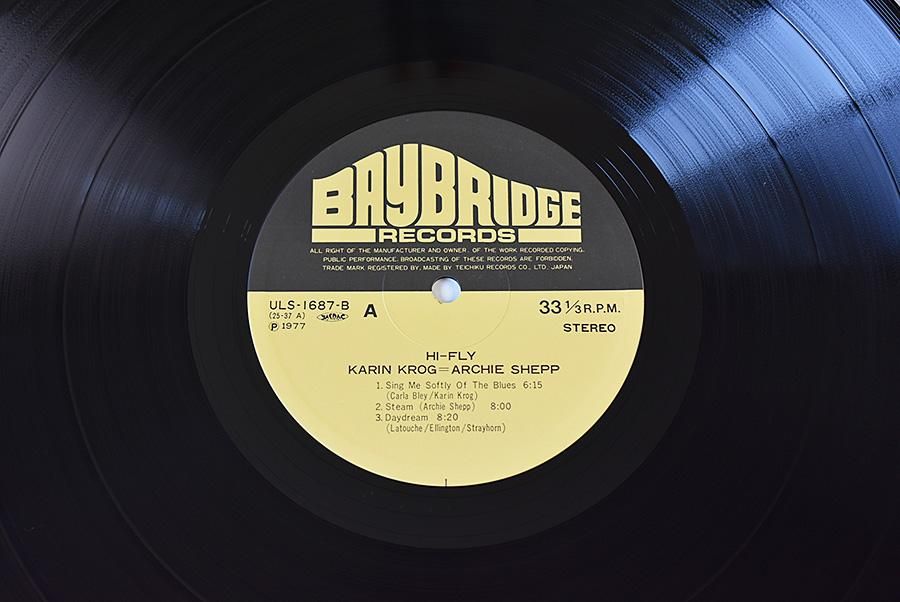 BAYBRIDGE
RECORDS
ALL RIGHT OF THE MANUFACTURER AND OWNER. OF THE WORK RECORDED COPYING.
PUBLIC PERFORMANCE. BROADCASTING OF THESE RECORDS ARE FORBIDDEN.
TRADE MARK REGISTERED BY, MADE BY TEICHIKU RECORDS CO., LTD. JAPAN
ULS-1687-B A 33 1/3 R.P.M.
(25-37 A)
Ⓟ 1977 STEREO
HI-FLY
KARIN KROG=ARCHIE SHEPP
1. Sing Me Softly Of The Blues 6:15
(Carla Bley/Karin Krog)
2. Steam (Archie Shepp) 8:00
3. Daydream 8:20
(Latouche/Ellington/Strayhorn)